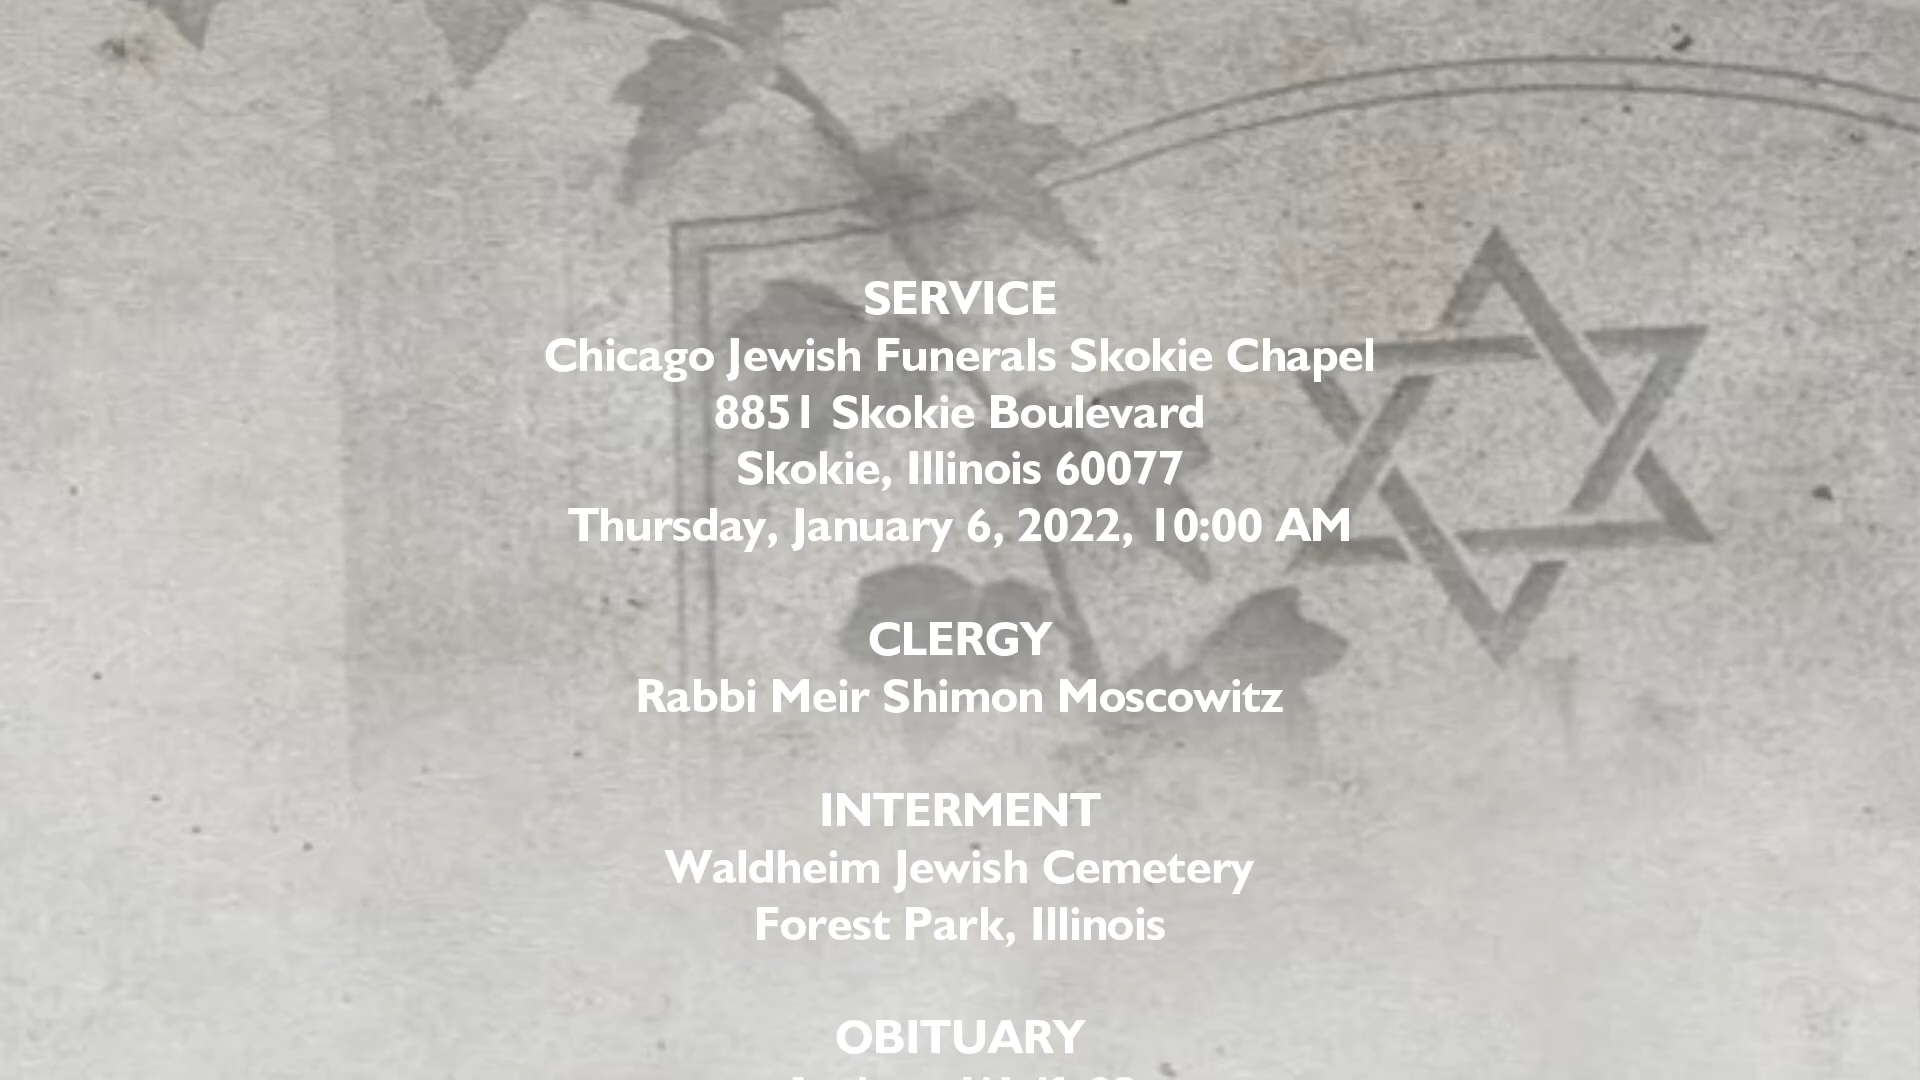 SERVICE
Chicago Jewish Funerals Skokie Chapel
8851 Skokie Boulevard
Skokie, Illinois 60077
Thursday, January 6, 2022, 10:00 AM
CLERGY
Rabbi Meir Shimon Moscowitz
INTERMENT
Waldheim Jewish Cemetery
Forest Park, Illinois
OBITUARY